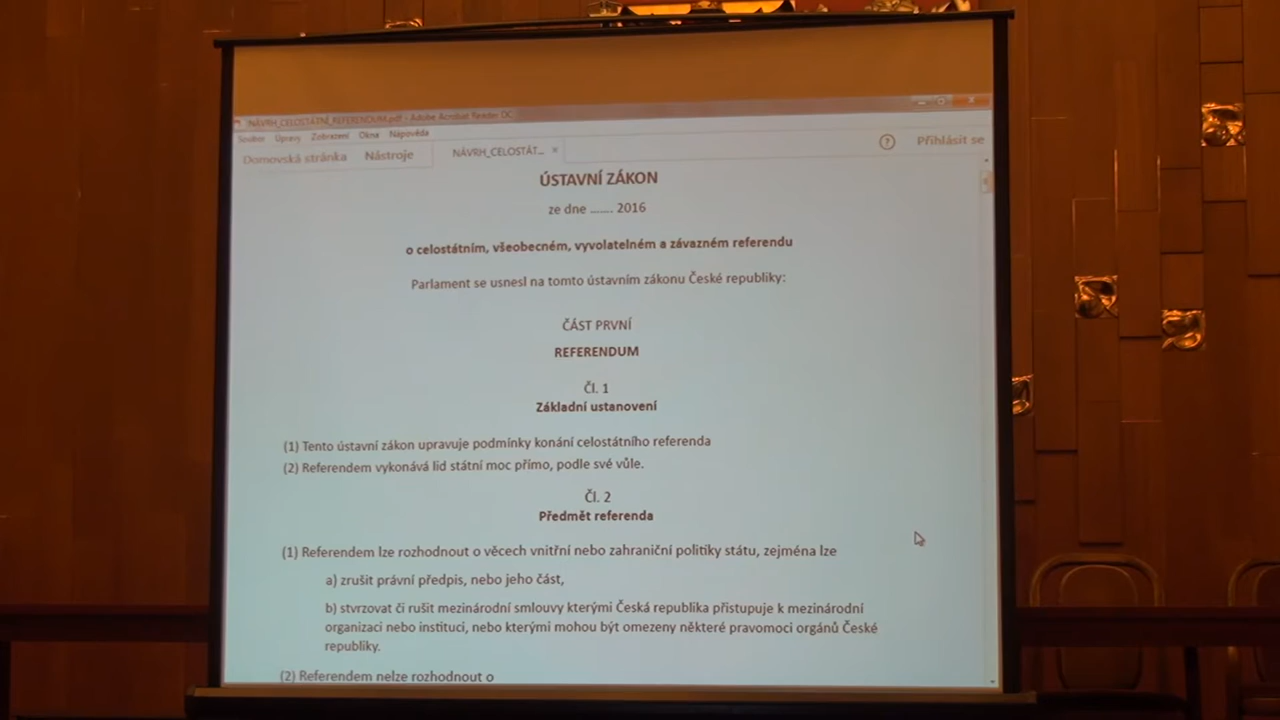 NÁVRH_CELOSTÁTNÍ_REFERENDUM.pdf - Adobe Acrobat Reader DC
Soubor Úpravy Zobrazení Okna Nápověda
Domovská stránka Nástroje NÁVRH_CELOSTÁT... × ? Přihlásit se
ÚSTAVNÍ ZÁKON
ze dne ....... 2016
o celostátním, všeobecném, vyvolatelném a závazném referendu
Parlament se usnesl na tomto ústavním zákonu České republiky:
ČÁST PRVNÍ
REFERENDUM
Čl. 1
Základní ustanovení
(1) Tento ústavní zákon upravuje podmínky konání celostátního referenda
(2) Referendem vykonává lid státní moc přímo, podle své vůle.
Čl. 2
Předmět referenda
(1) Referendem lze rozhodnout o věcech vnitřní nebo zahraniční politiky státu, zejména lze
a) zrušit právní předpis, nebo jeho část,
b) stvrzovat či rušit mezinárodní smlouvy kterými Česká republika přistupuje k mezinárodní
organizaci nebo instituci, nebo kterými mohou být omezeny některé pravomoci orgánů České
republiky.
(2) Referendem nelze rozhodnout o